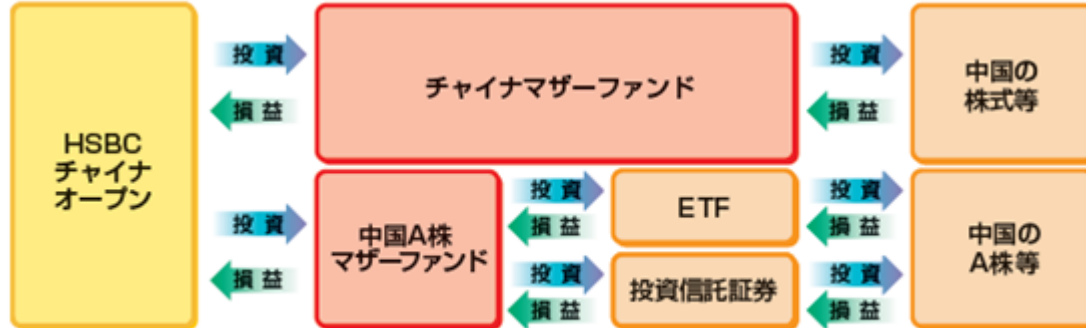 HSBC
チャイナ
オープン
投資
損益
チャイナマザーファンド
投資
損益
中国の
株式等
投資
損益
中国A株
マザーファンド
投資
損益
ETF
投資
損益
投資
損益
投資信託証券
投資
損益
中国の
A株等